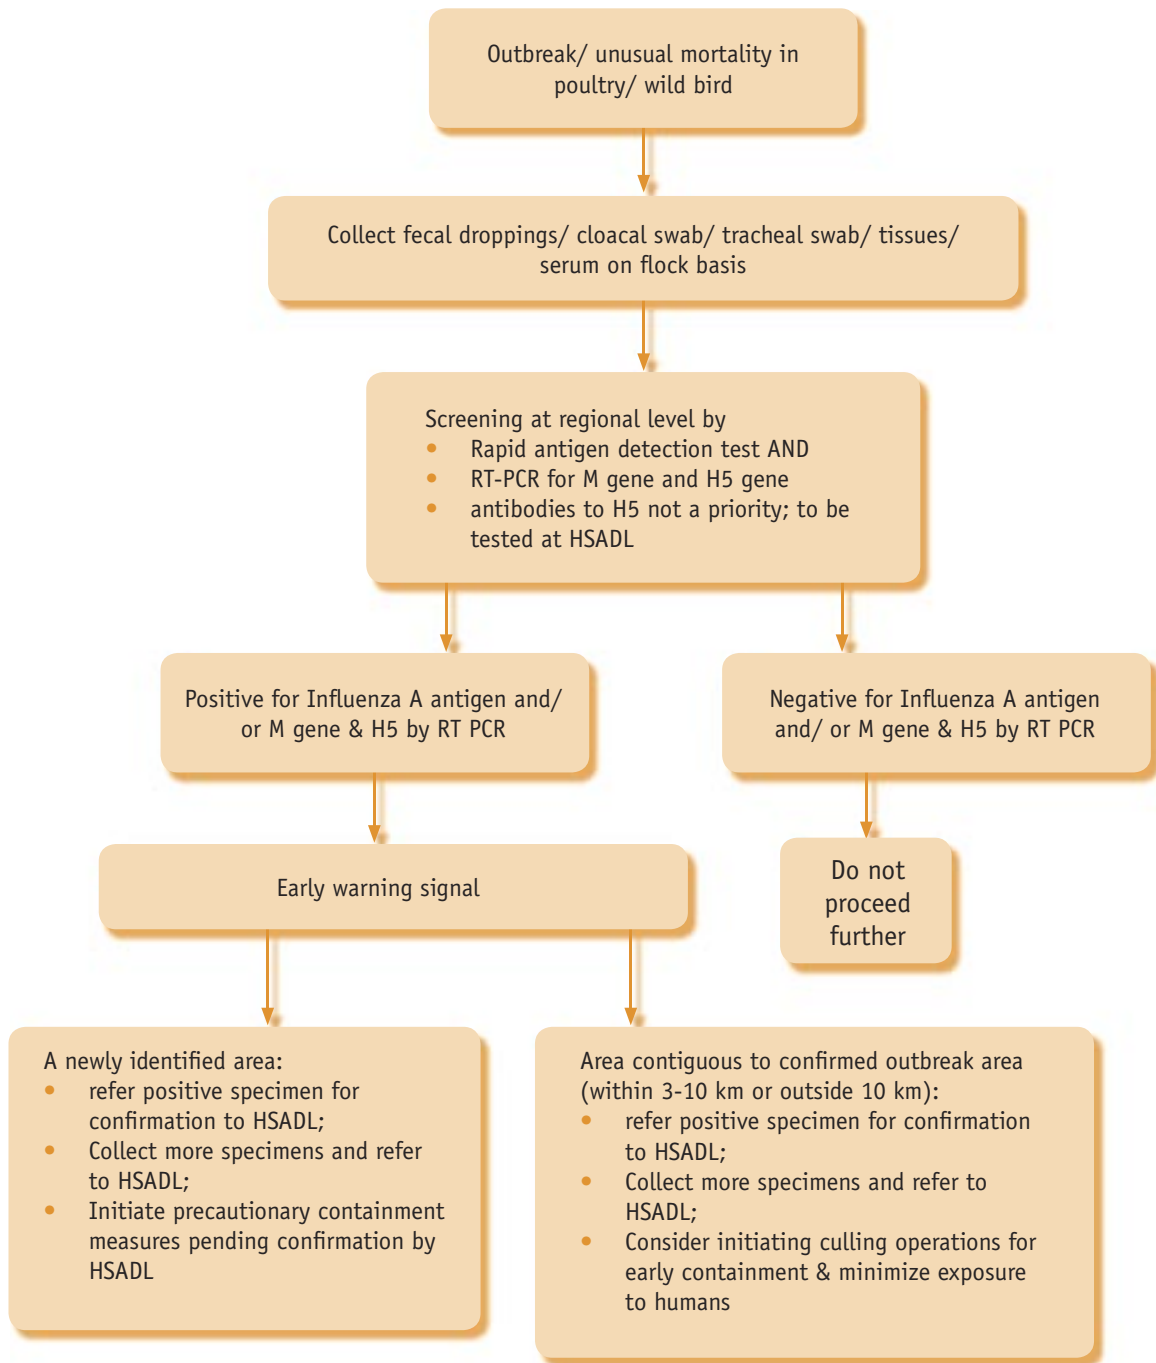 Outbreak/ unusual mortality in
poultry/ wild bird
Collect fecal droppings/ cloacal swab/ tracheal swab/ tissues/
serum on flock basis
Screening at regional level by
• Rapid antigen detection test AND
• RT-PCR for M gene and H5 gene
• antibodies to H5 not a priority; to be
tested at HSADL
Positive for Influenza A antigen and/
or M gene & H5 by RT PCR
Negative for Influenza A antigen
and/ or M gene & H5 by RT PCR
Early warning signal
Do not
proceed
further
A newly identified area:
• refer positive specimen for
confirmation to HSADL;
• Collect more specimens and refer
to HSADL;
• Initiate precautionary containment
measures pending confirmation by
HSADL
Area contiguous to confirmed outbreak area
(within 3-10 km or outside 10 km):
• refer positive specimen for confirmation
to HSADL;
• Collect more specimens and refer to
HSADL;
• Consider initiating culling operations for
early containment & minimize exposure
to humans